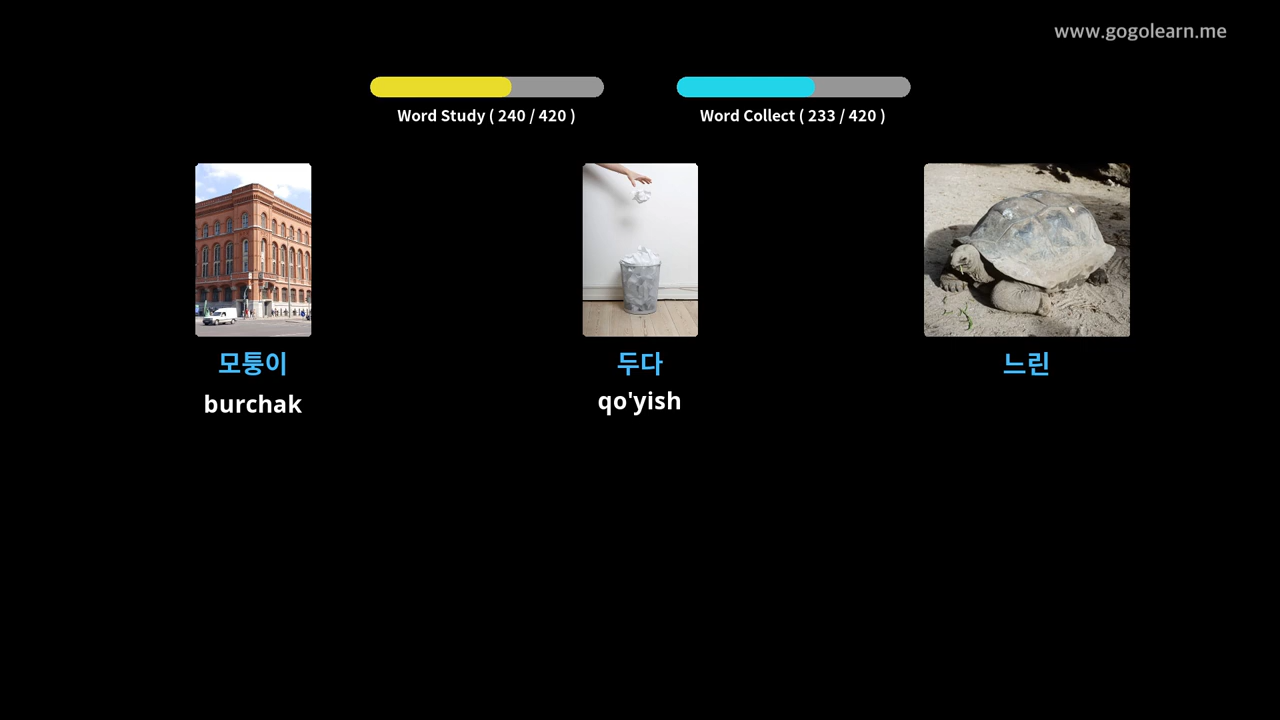 www.gogolearn.me
Word Study ( 240 / 420 )
Word Collect ( 233 / 420 )
모퉁이
두다
느린
burchak
qo'yish